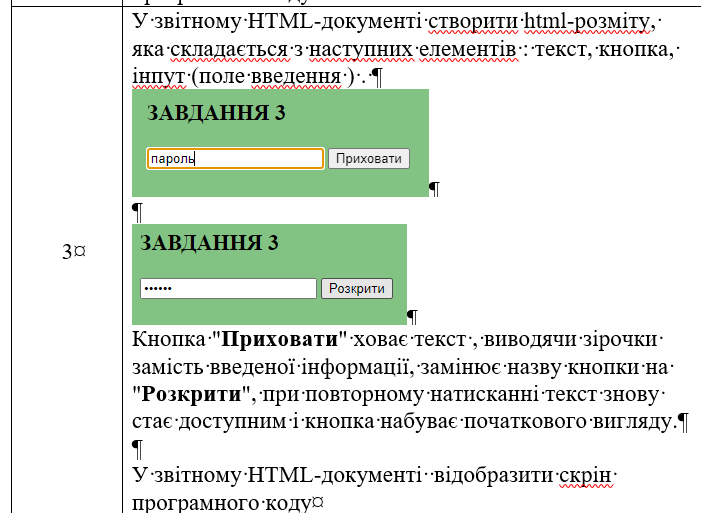 У звітному HTML-документі створити html-розміту,
яка складається з наступних елементів : текст, кнопка,
інпут (поле введення ) . ¶
ЗАВДАННЯ 3
пароль Приховати
¶
¶
ЗАВДАННЯ 3
•••••• Розкрити
¶
3¤
Кнопка "Приховати" ховає текст , виводячи зірочки
замість введеної інформації, замінює назву кнопки на
"Розкрити", при повторному натисканні текст знову
стає доступним і кнопка набуває початкового вигляду.¶
¶
У звітному HTML-документі відобразити скрін
програмного коду¤